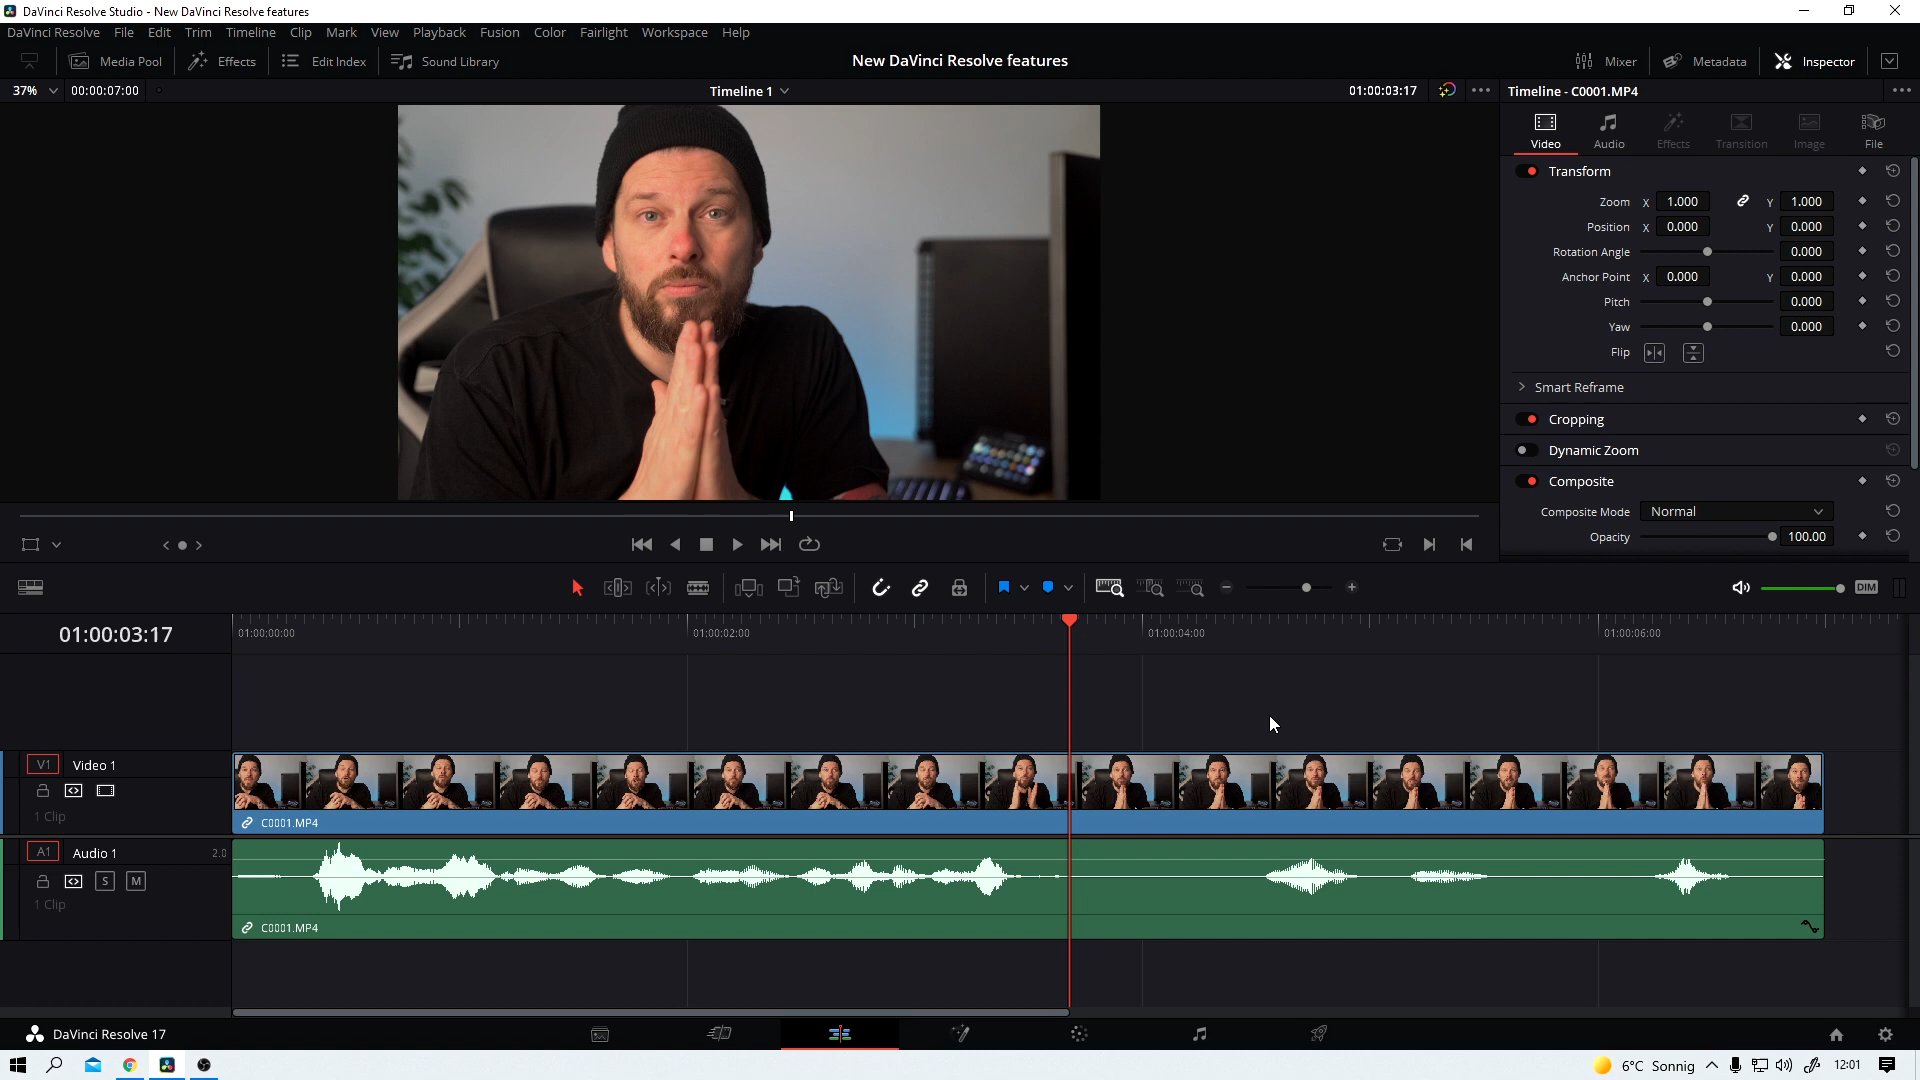 DaVinci Resolve Studio - New DaVinci Resolve features
DaVinci Resolve File Edit Trim Timeline Clip Mark View Playback Fusion Color Fairlight Workspace Help
Media Pool Effects Edit Index Sound Library New DaVinci Resolve features Mixer Metadata Inspector
37% 00:00:07:00 Timeline 1 01:00:03:17 Timeline - C0001.MP4
Video Audio Effects Transition Image File
Transform
Zoom X 1.000 Y 1.000
Position X 0.000 Y 0.000
Rotation Angle 0.000
Anchor Point X 0.000 Y 0.000
Pitch 0.000
Yaw 0.000
Flip
Smart Reframe
Cropping
Dynamic Zoom
Composite
Composite Mode Normal
Opacity 100.00
DIM
01:00:03:17 01:00:00:00 01:00:02:00 01:00:04:00 01:00:06:00
V1 Video 1
1 Clip
C0001.MP4
A1 Audio 1 2.0
S M
1 Clip
C0001.MP4
DaVinci Resolve 17
6°C Sonnig 12:01